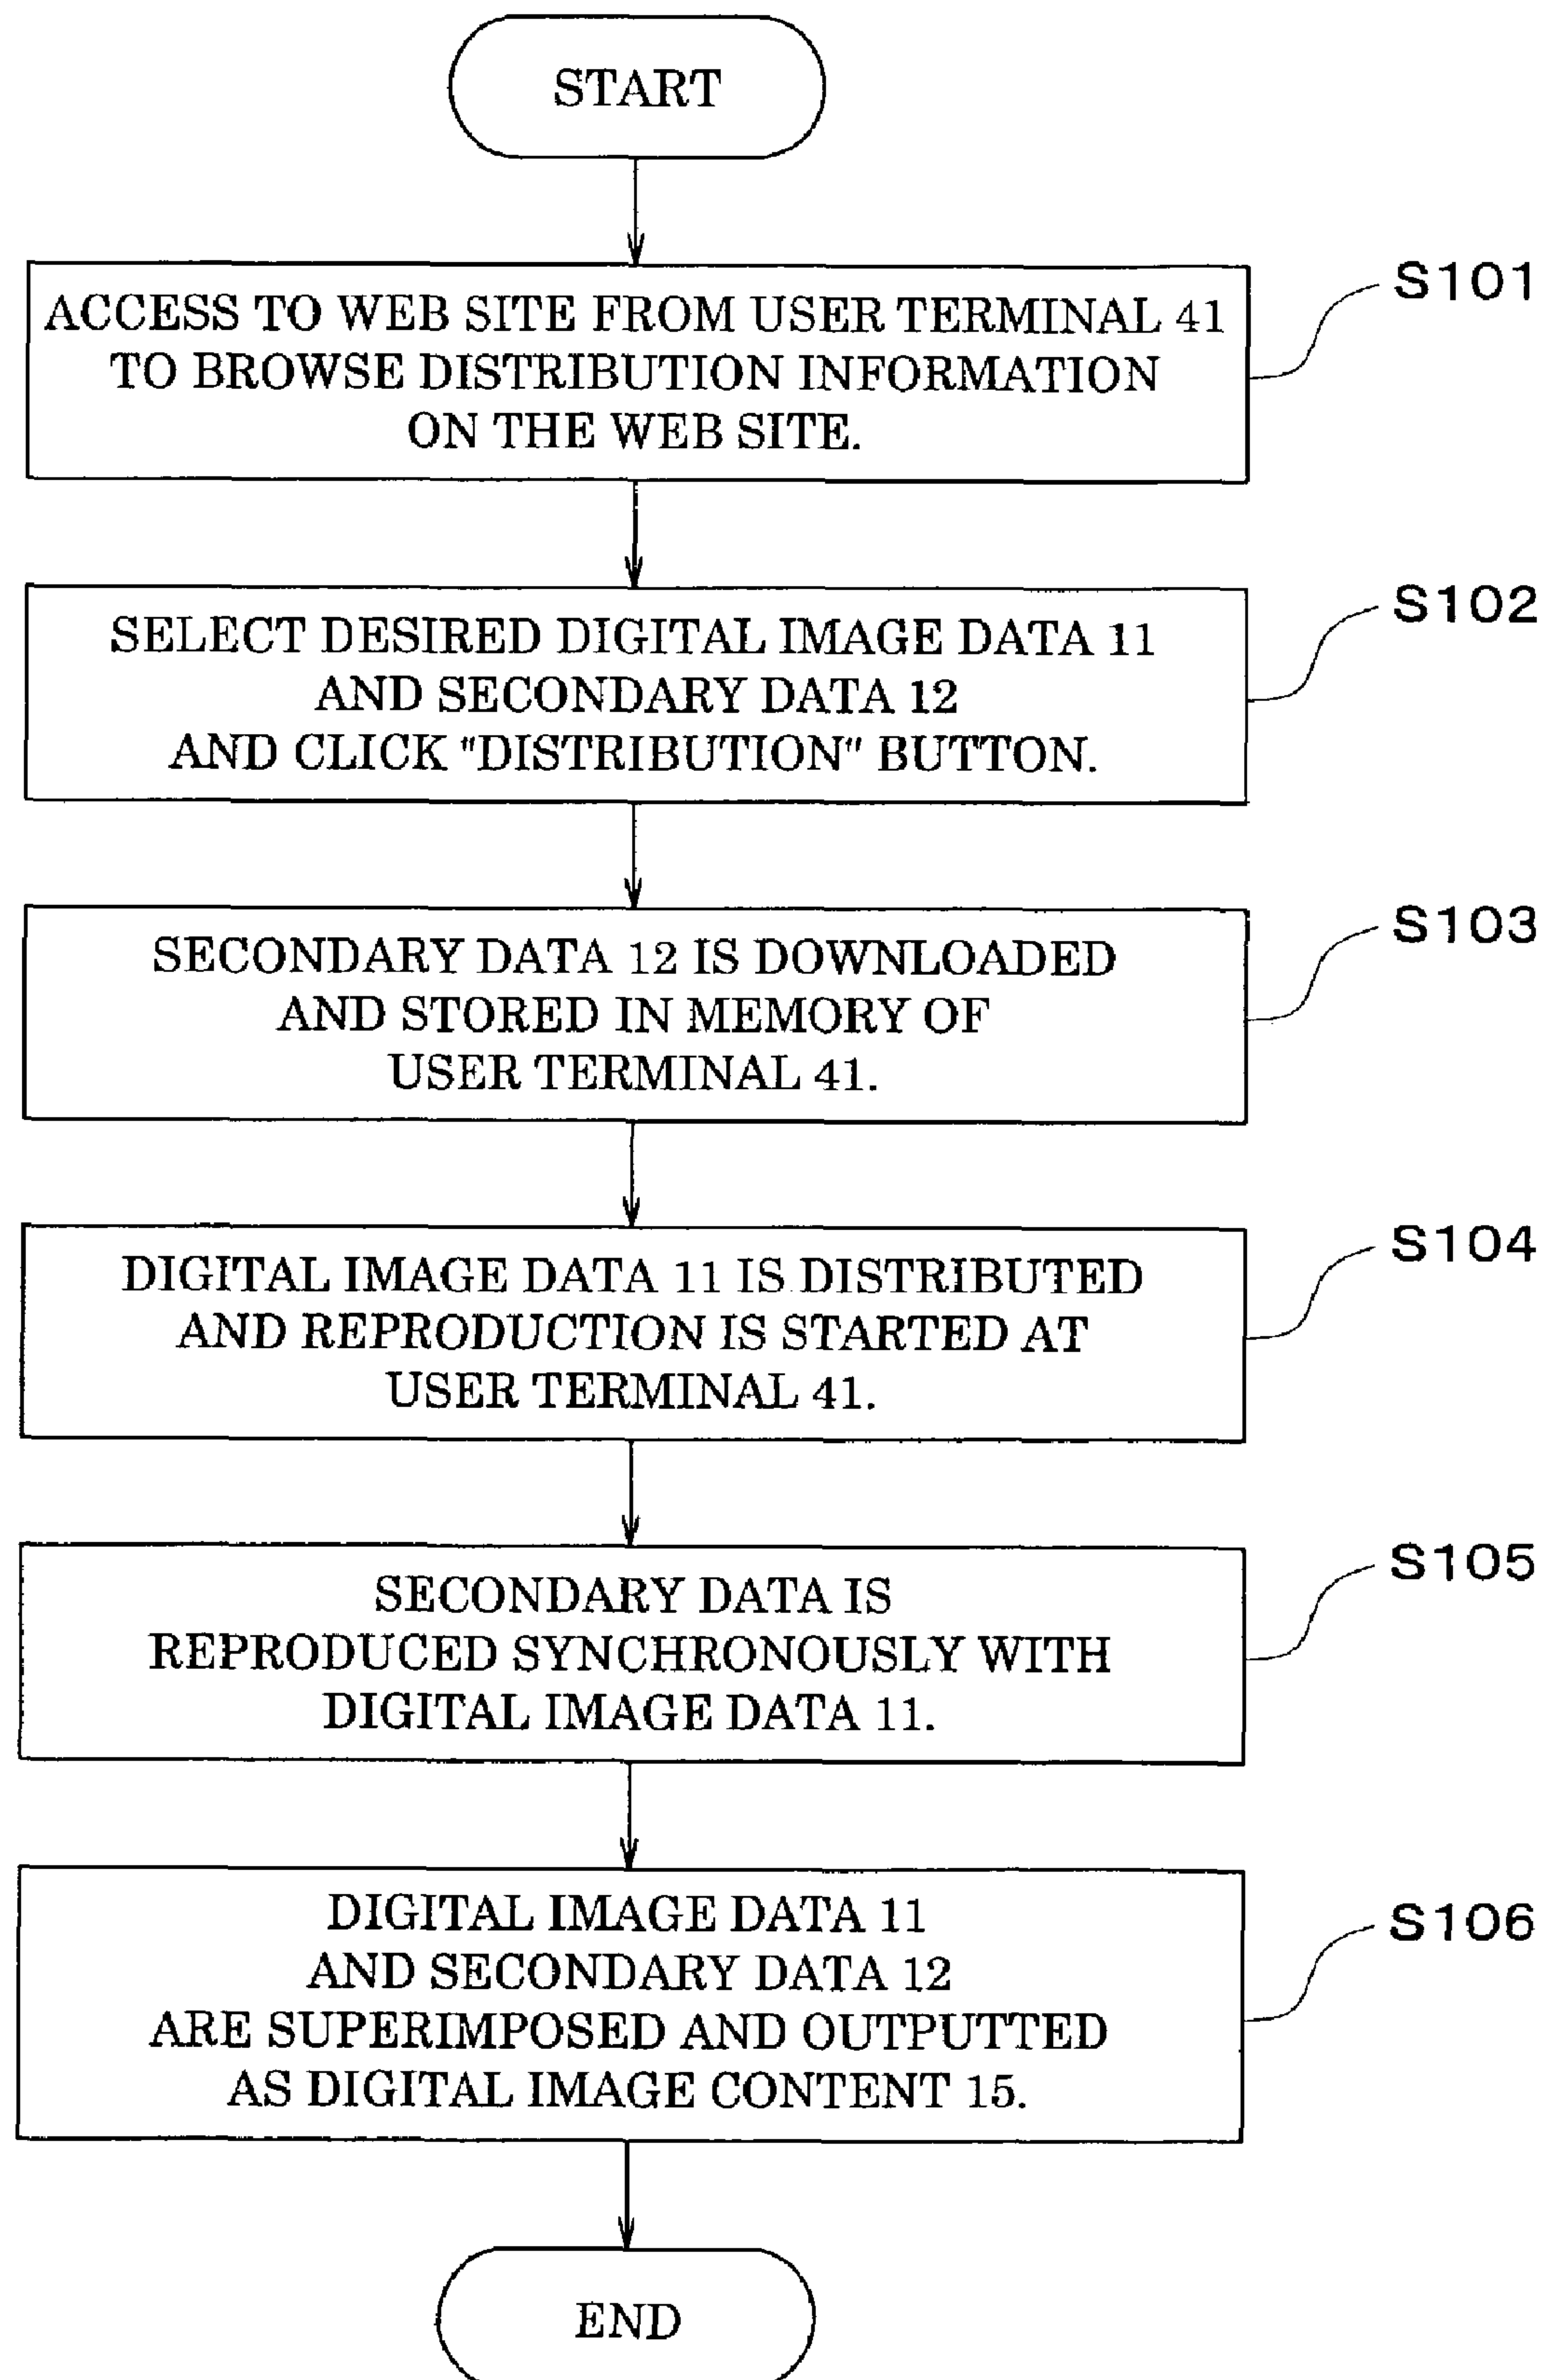 START
S101
ACCESS TO WEB SITE FROM USER TERMINAL 41
TO BROWSE DISTRIBUTION INFORMATION
ON THE WEB SITE.
S102
SELECT DESIRED DIGITAL IMAGE DATA 11
AND SECONDARY DATA 12
AND CLICK "DISTRIBUTION" BUTTON.
S103
SECONDARY DATA 12 IS DOWNLOADED
AND STORED IN MEMORY OF
USER TERMINAL 41.
S104
DIGITAL IMAGE DATA 11 IS DISTRIBUTED
AND REPRODUCTION IS STARTED AT
USER TERMINAL 41.
S105
SECONDARY DATA IS
REPRODUCED SYNCHRONOUSLY WITH
DIGITAL IMAGE DATA 11.
S106
DIGITAL IMAGE DATA 11
AND SECONDARY DATA 12
ARE SUPERIMPOSED AND OUTPUTTED
AS DIGITAL IMAGE CONTENT 15.
END